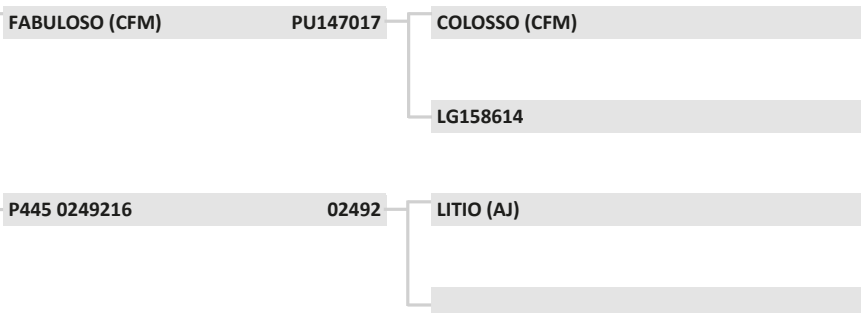 FABULOSO (CFM) PU147017 COLOSSO (CFM)
LG158614
P445 0249216 02492 LITIO (AJ)